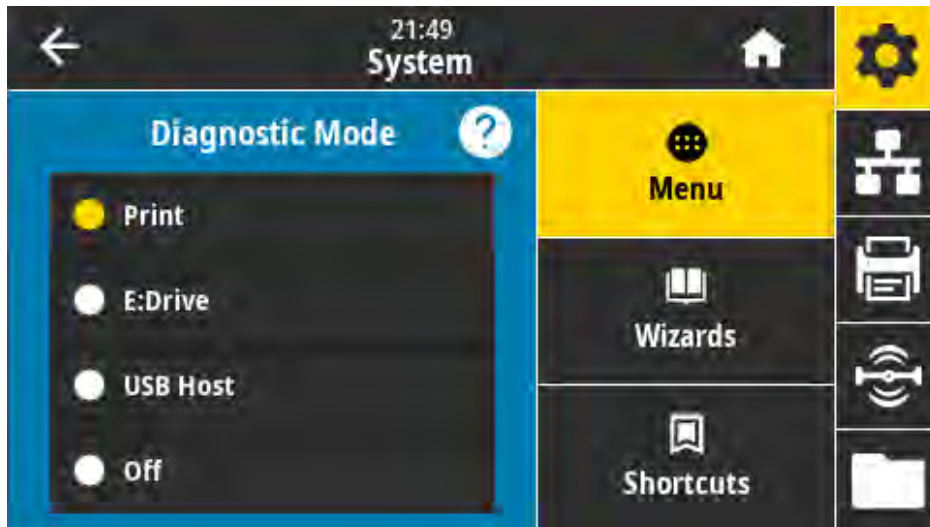 21:49
System
Diagnostic Mode
?
Print
E:Drive
USB Host
Off
Menu
Wizards
Shortcuts